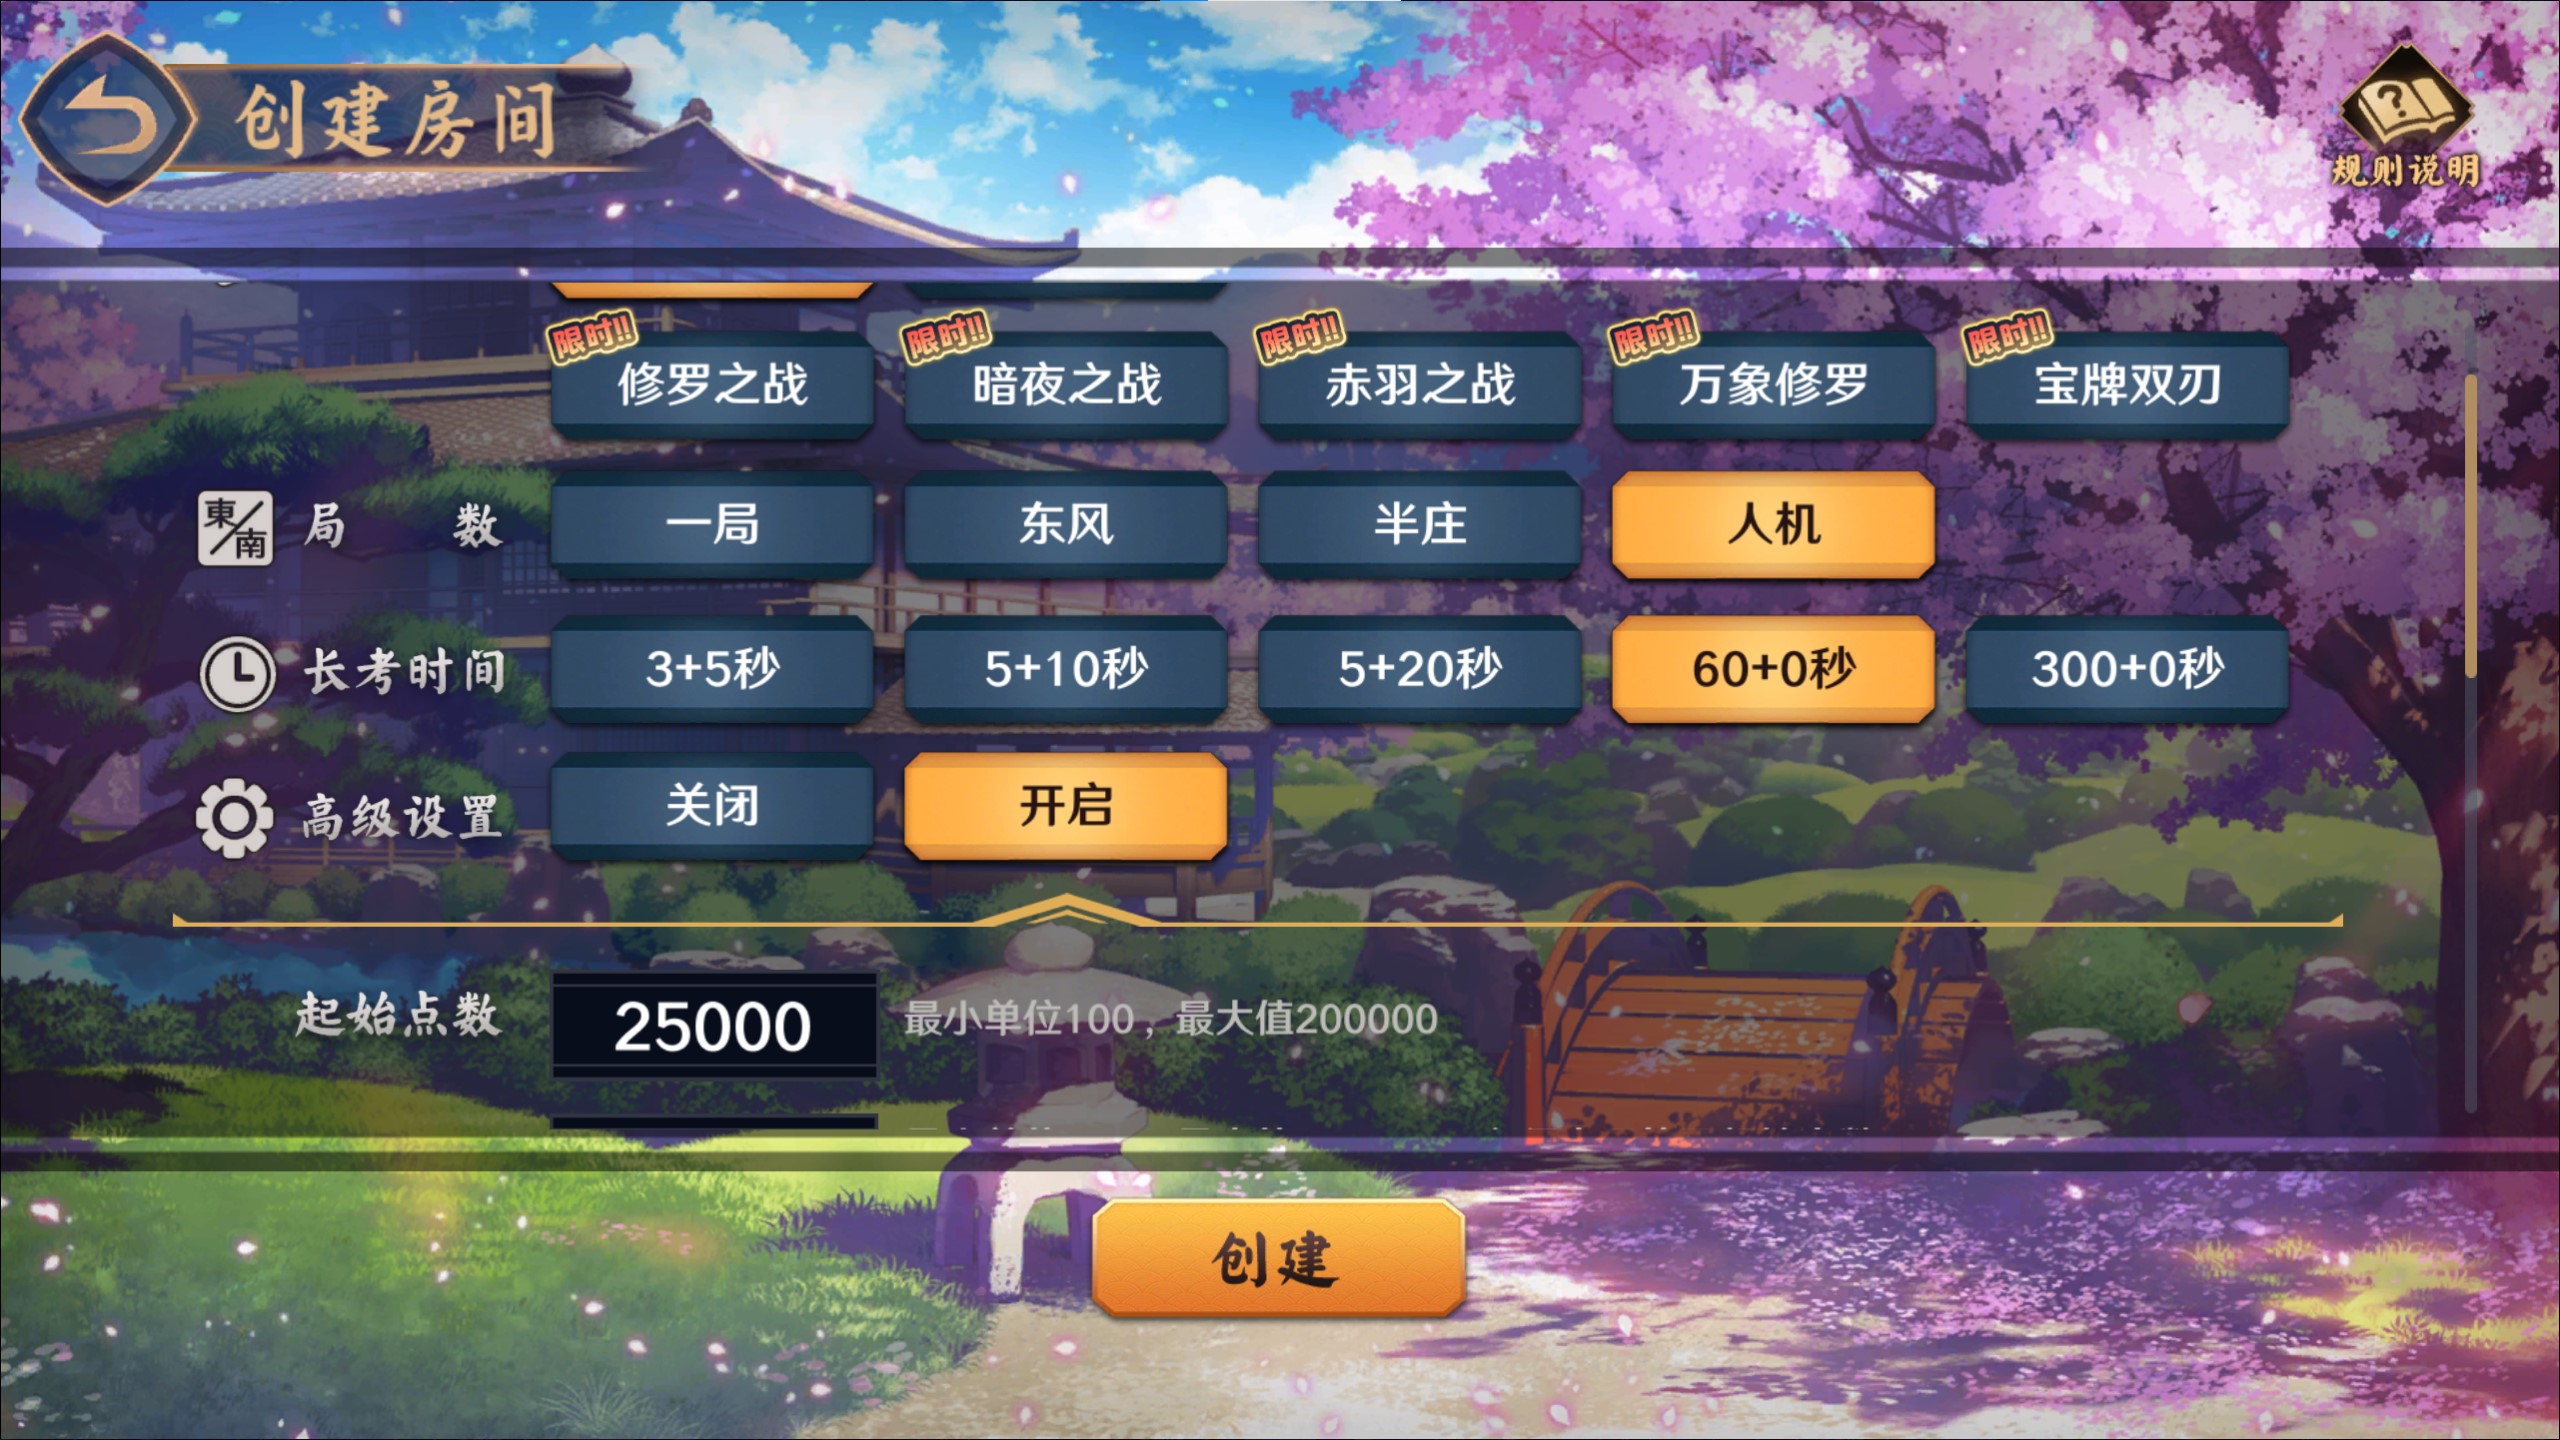 创建房间
规则说明
限时!! 限时!! 限时!! 限时!! 限时!!
修罗之战 暗夜之战 赤羽之战 万象修罗 宝牌双刃
東/南 局数 一局 东风 半庄 人机
长考时间 3+5秒 5+10秒 5+20秒 60+0秒 300+0秒
高级设置 关闭 开启
起始点数 25000 最小单位100，最大值200000
创建